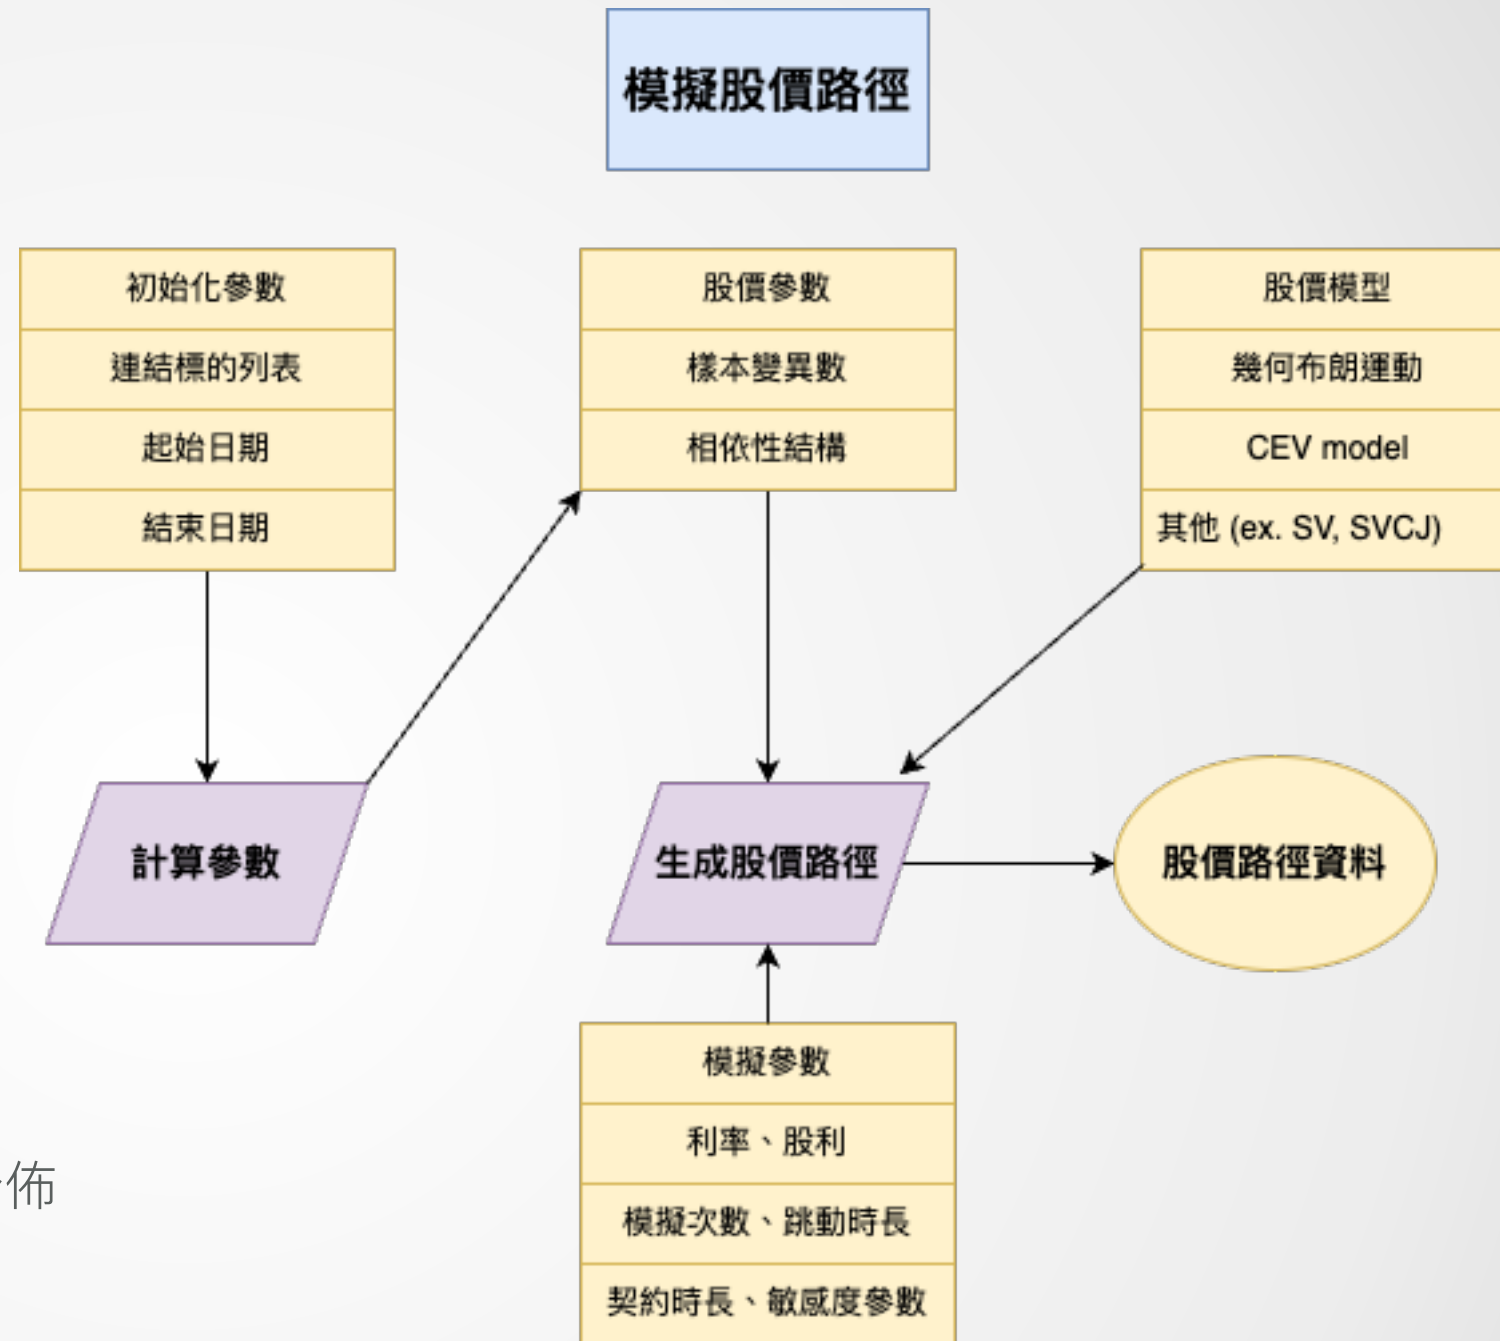 模擬股價路徑
初始化參數
連結標的列表
起始日期
結束日期
股價參數
樣本變異數
相依性結構
股價模型
幾何布朗運動
CEV model
其他 (ex. SV, SVCJ)
計算參數
生成股價路徑
股價路徑資料
模擬參數
利率、股利
模擬次數、跳動時長
契約時長、敏感度參數
佈